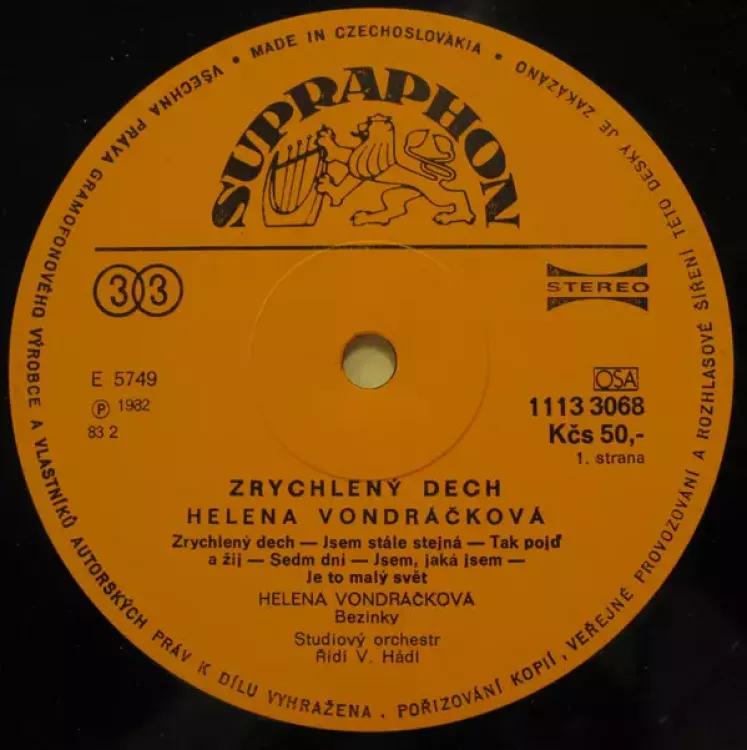 VŠECHNA PRÁVA GRAMOFONOVÉHO VÝROBCE A VLASTNÍKŮ AUTORSKÝCH PRÁV K DÍLU VYHRAŽENA. POŘIZOVÁNÍ KOPIÍ, VEŘEJNÉ PROVOZOVÁNÍ A ROZHLASOVÉ ŠÍŘENÍ TÉTO DESKY JE ZAKÁZÁNO • MADE IN CZECHOSLOVAKIA •
SUPRAPHON
33
STEREO
E 5749
Ⓟ 1982
83 2
OSA
1113 3068
Kčs 50,-
1. strana
ZRYCHLENÝ DECH
HELENA VONDRÁČKOVÁ
Zrychlený dech — Jsem stále stejná — Tak pojď
a žij — Sedm dní — Jsem, jaká jsem —
Je to malý svět
HELENA VONDRÁČKOVÁ
Bezinky
Studiový orchestr
Řídí V. Hádl